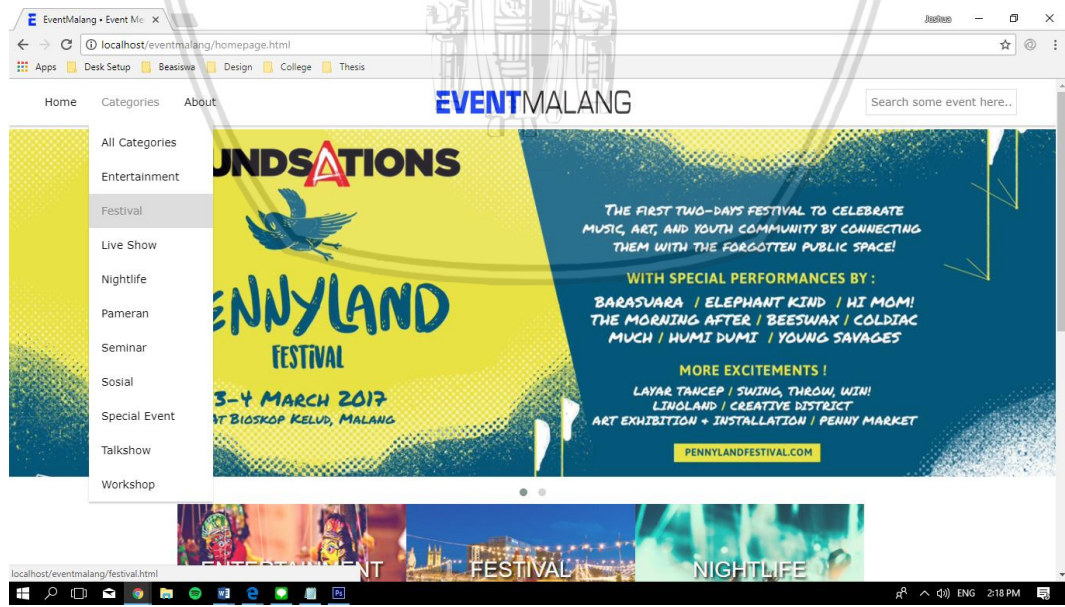 EventMalang • Event Me
Joshua
localhost/eventmalang/homepage.html
Apps Desk Setup Beasiswa Design College Thesis
Home Categories About
EVENTMALANG
Search some event here..
All Categories
Entertainment
Festival
Live Show
Nightlife
Pameran
Seminar
Sosial
Special Event
Talkshow
Workshop
FESTIVAL
3-4 MARCH 2017
AT BIOSKOP KELUD, MALANG
THE FIRST TWO-DAYS FESTIVAL TO CELEBRATE
MUSIC, ART, AND YOUTH COMMUNITY BY CONNECTING
THEM WITH THE FORGOTTEN PUBLIC SPACE!
WITH SPECIAL PERFORMANCES BY :
BARASUARA / ELEPHANT KIND / HI MOM!
THE MORNING AFTER / BEESWAX / COLDIAC
MUCH / HUMI DUMI / YOUNG SAVAGES
MORE EXCITEMENTS !
LAYAR TANCEP / SWING, THROW, WIN!
LINOLAND / CREATIVE DISTRICT
ART EXHIBITION + INSTALLATION / PENNY MARKET
PENNYLANDFESTIVAL.COM
ENTERTAINMENT FESTIVAL NIGHTLIFE
localhost/eventmalang/festival.html
ENG 2:18 PM